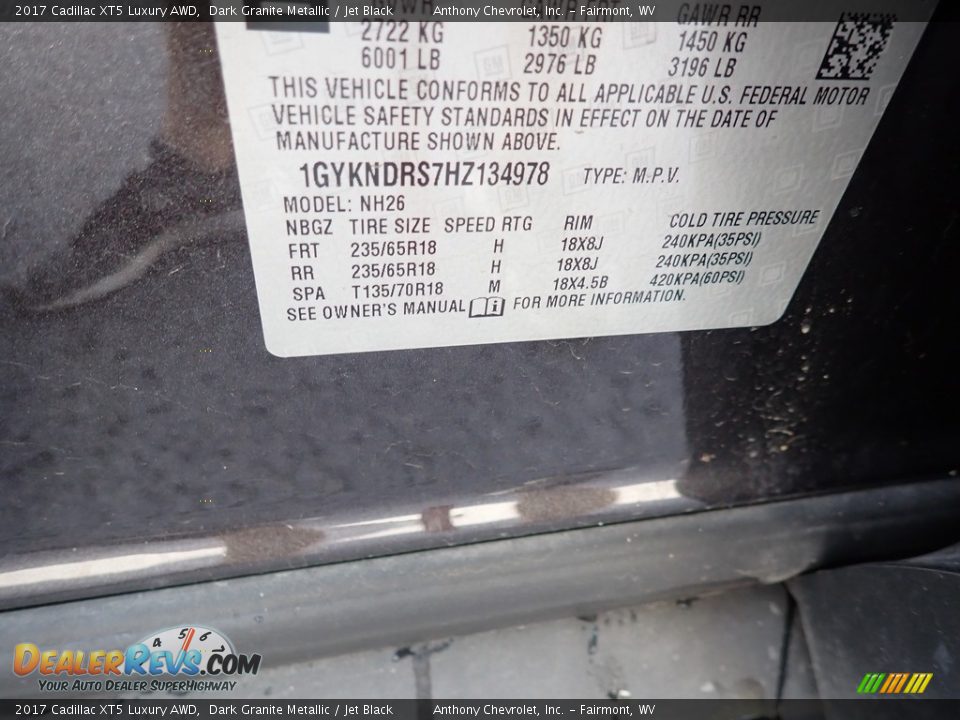 2017 Cadillac XT5 Luxury AWD, Dark Granite Metallic / Jet Black Anthony Chevrolet, Inc. - Fairmont, WV
GAWR RR
2722 KG 1350 KG 1450 KG
6001 LB 2976 LB 3196 LB
THIS VEHICLE CONFORMS TO ALL APPLICABLE U.S. FEDERAL MOTOR
VEHICLE SAFETY STANDARDS IN EFFECT ON THE DATE OF
MANUFACTURE SHOWN ABOVE.
1GYKNDRS7HZ134978 TYPE: M.P.V.
MODEL: NH26
NBGZ TIRE SIZE SPEED RTG RIM COLD TIRE PRESSURE
FRT 235/65R18 H 18X8J 240KPA(35PSI)
RR 235/65R18 H 18X8J 240KPA(35PSI)
SPA T135/70R18 M 18X4.5B 420KPA(60PSI)
SEE OWNER'S MANUAL i FOR MORE INFORMATION.
4 5 6
DEALERREVS.COM
YOUR AUTO DEALER SUPERHIGHWAY
2017 Cadillac XT5 Luxury AWD, Dark Granite Metallic / Jet Black Anthony Chevrolet, Inc. - Fairmont, WV